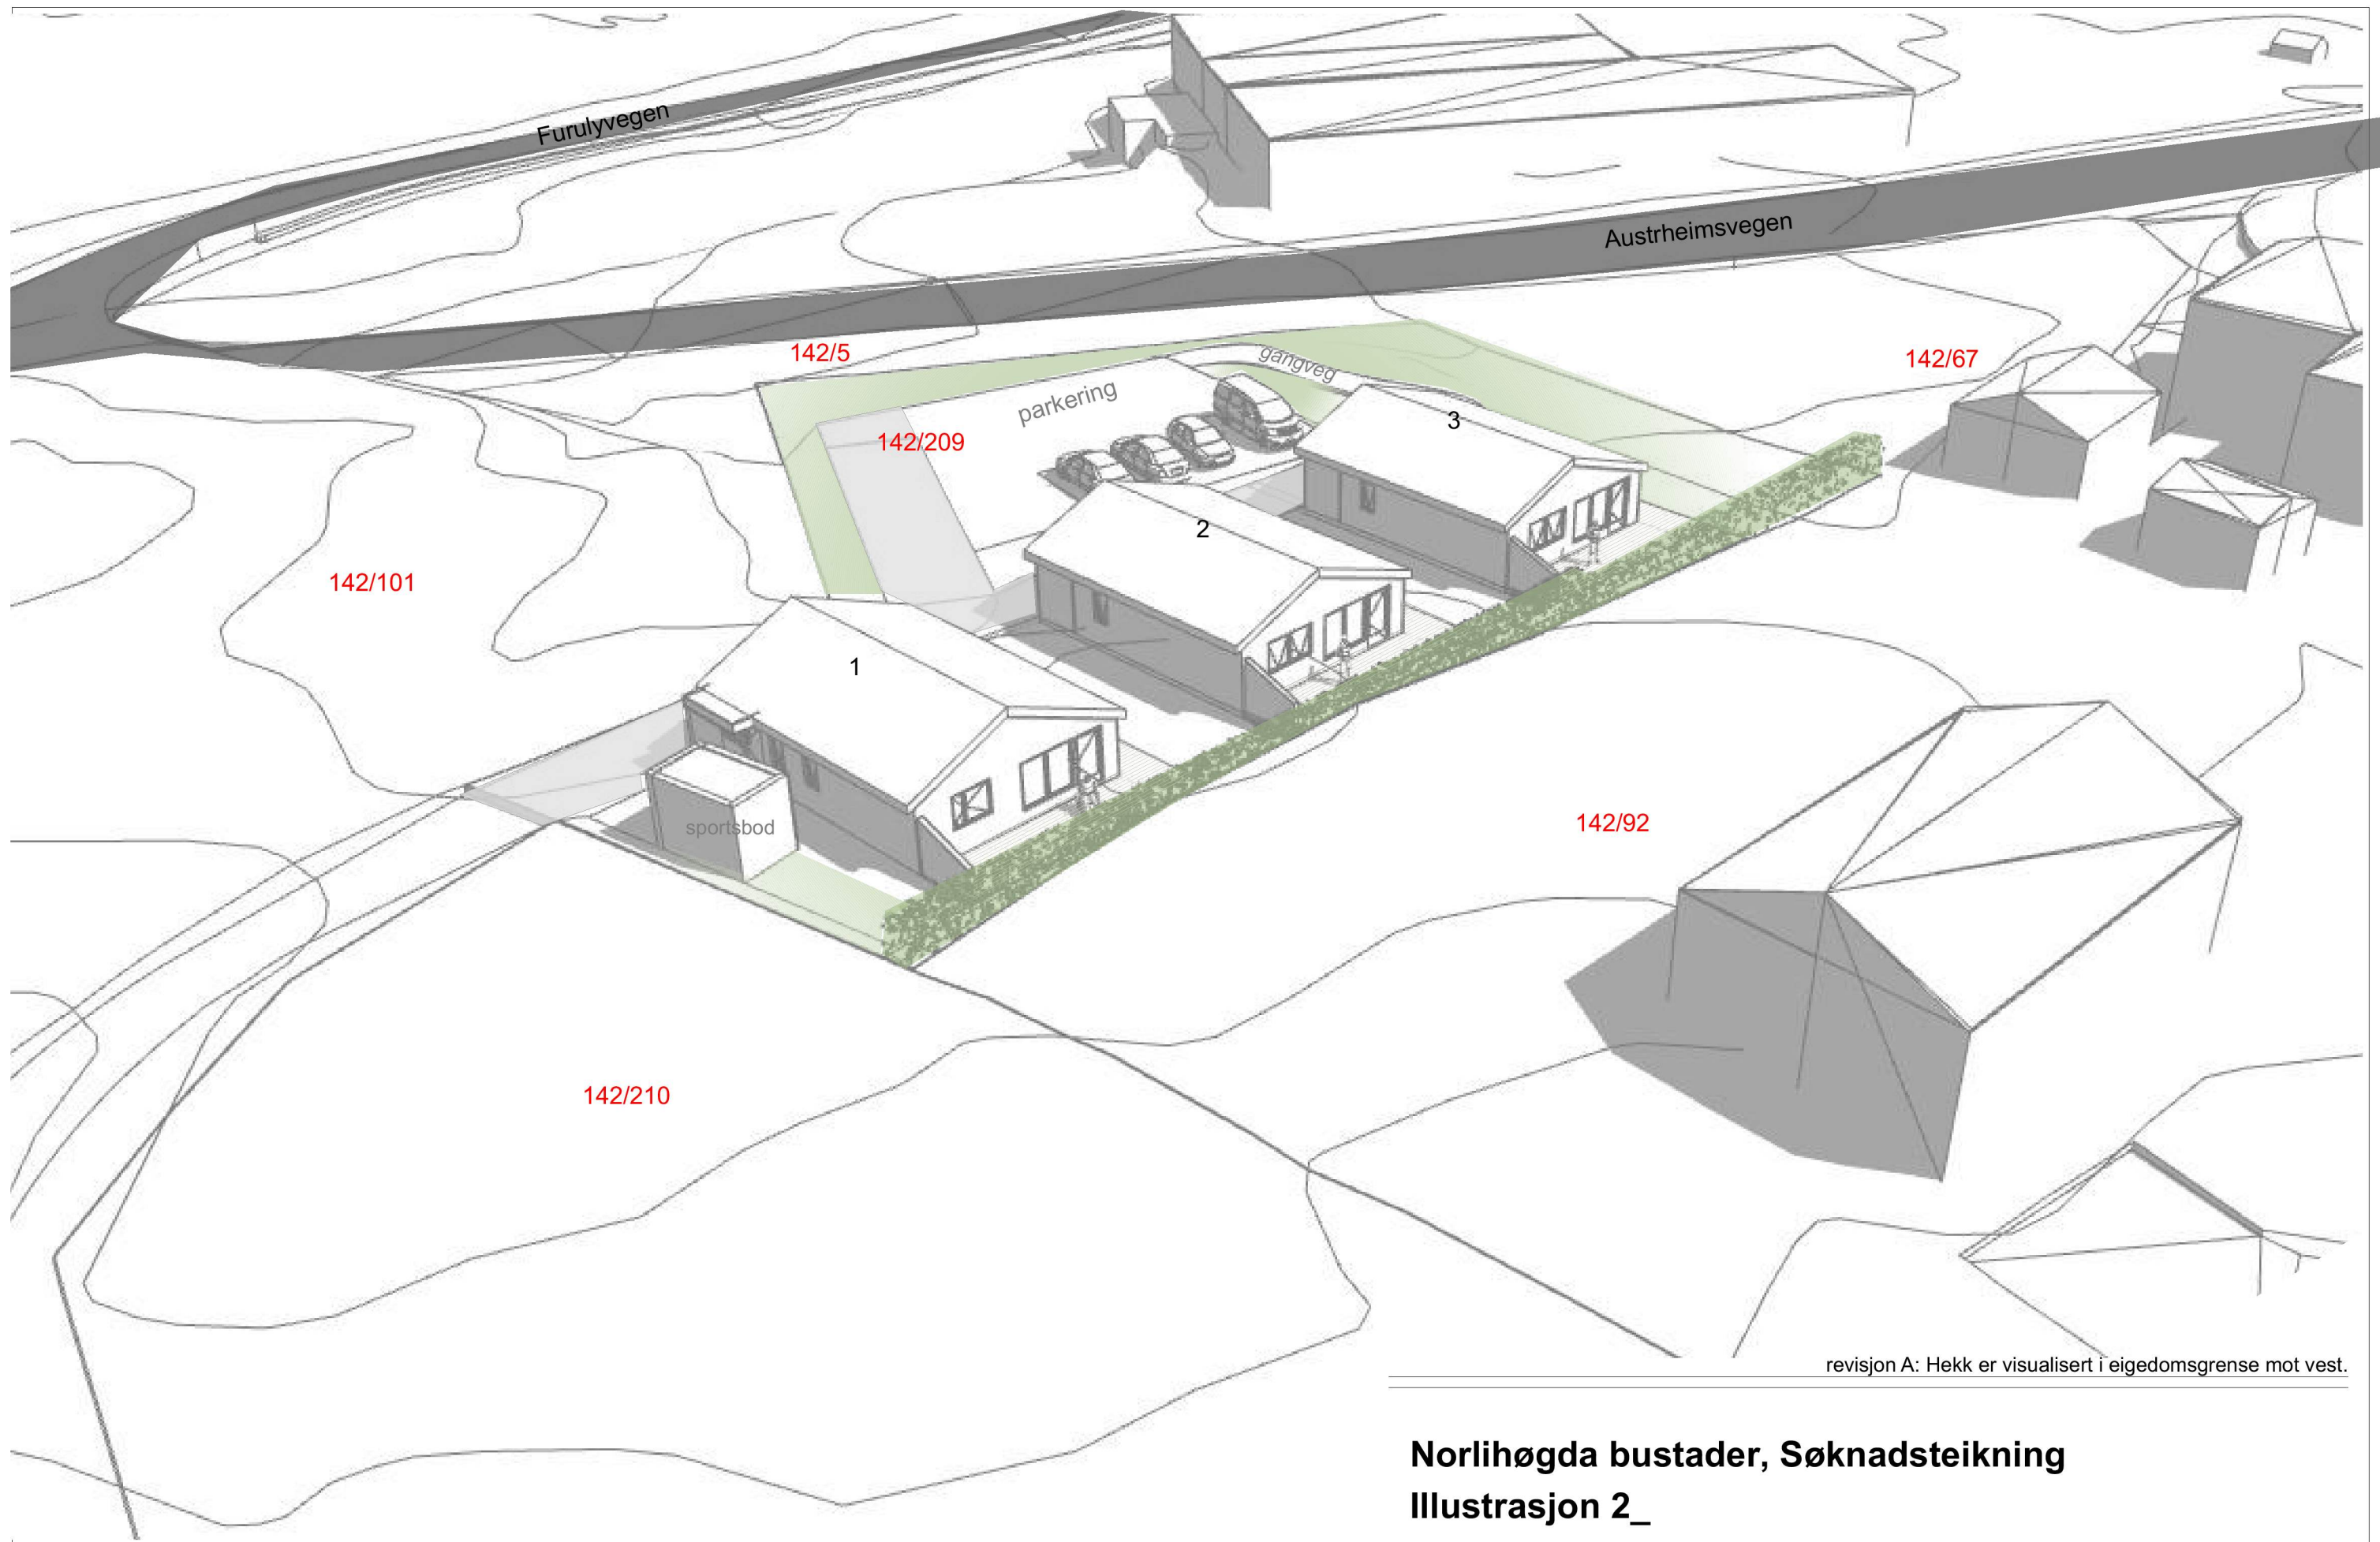 Furulyvegen
Austrheimsvegen
142/5
142/67
gangveg
parkering
3
142/209
2
142/101
1
sportsbod
142/92
142/210
revisjon A: Hekk er visualisert i eigedomsgrense mot vest.
Norlihøgda bustader, Søknadsteikning
Illustrasjon 2_